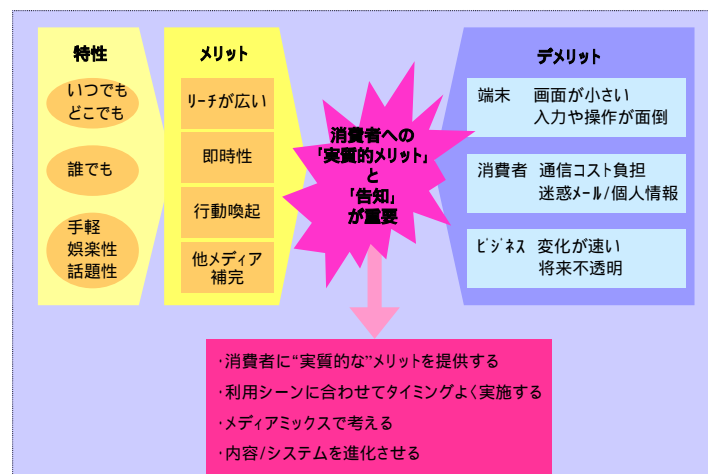 特性
いつでも
どこでも
誰でも
手軽
娯楽性
話題性
メリット
ﾘｰﾁが広い
即時性
行動喚起
他メディア
補完
消費者への
｢実質的メリット｣
と
｢告知｣
が重要
デメリット
端末　画面が小さい
入力や操作が面倒
消費者　通信コスト負担
迷惑ﾒｰﾙ/個人情報
ﾋﾞｼﾞﾈｽ　変化が速い
将来不透明
･消費者に“実質的な”メリットを提供する
･利用シーンに合わせてタイミングよく実施する
･メディアミックスで考える
･内容/システムを進化させる